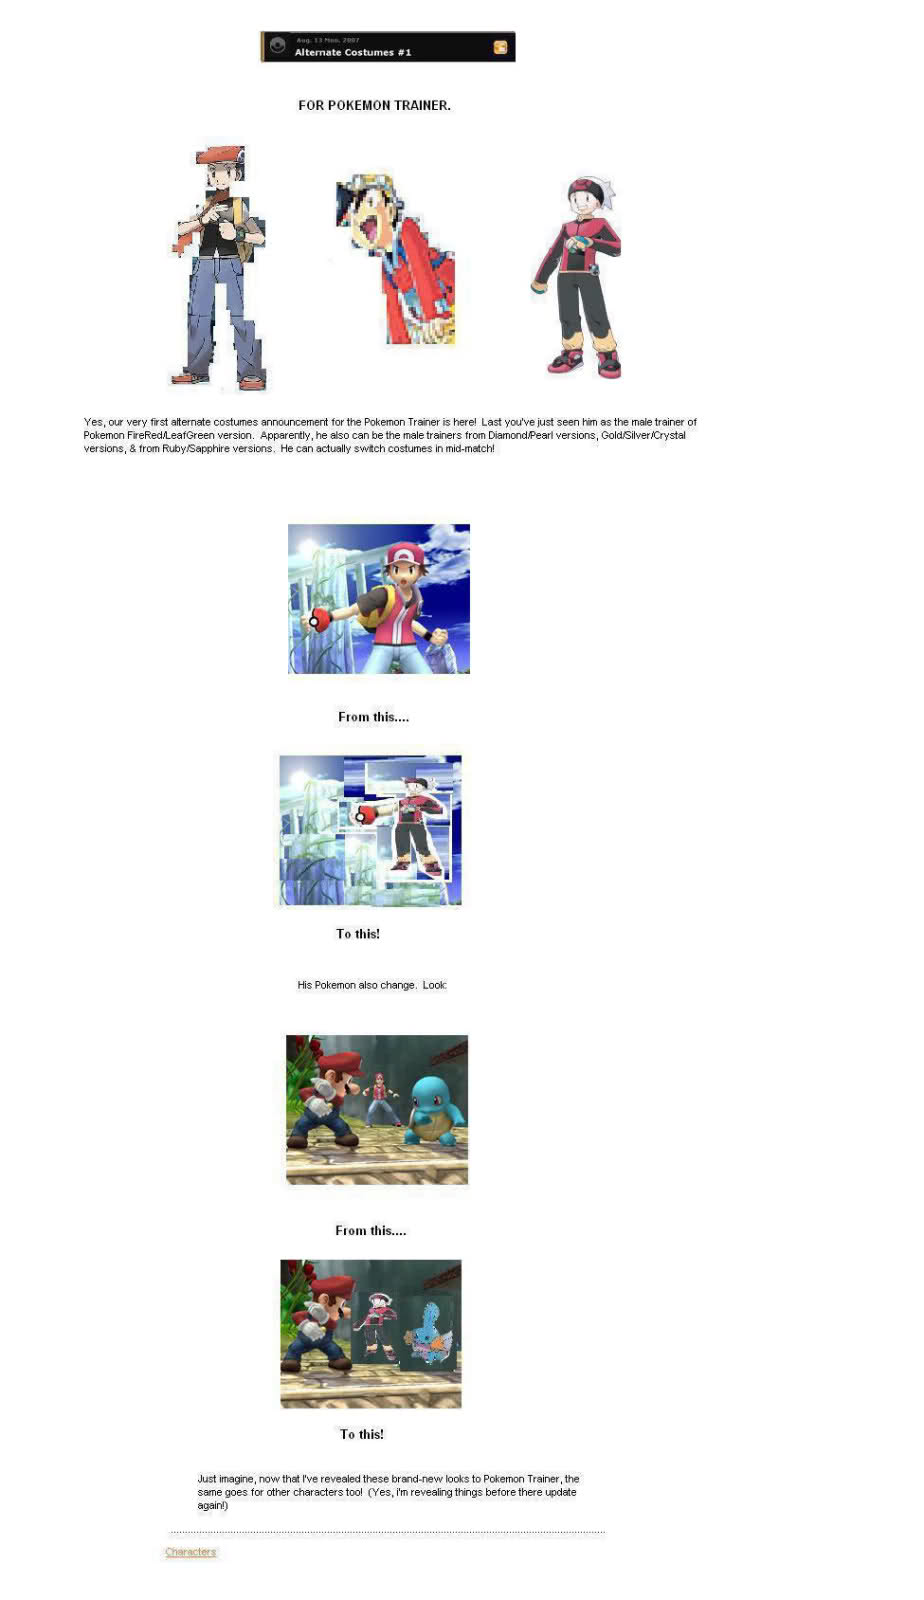 Aug. 13 Mon. 2007
Alternate Costumes #1
FOR POKEMON TRAINER.
Yes, our very first alternate costumes announcement for the Pokemon Trainer is here!  Last you've just seen him as the male trainer of
Pokemon FireRed/LeafGreen version.  Apparently, he also can be the male trainers from Diamond/Pearl versions, Gold/Silver/Crystal
versions, & from Ruby/Sapphire versions.  He can actually switch costumes in mid-match!
From this....
To this!
His Pokemon also change.  Look:
From this....
To this!
Just imagine, now that I've revealed these brand-new looks to Pokemon Trainer, the
same goes for other characters too!  (Yes, i'm revealing things before there update
again!)
Characters